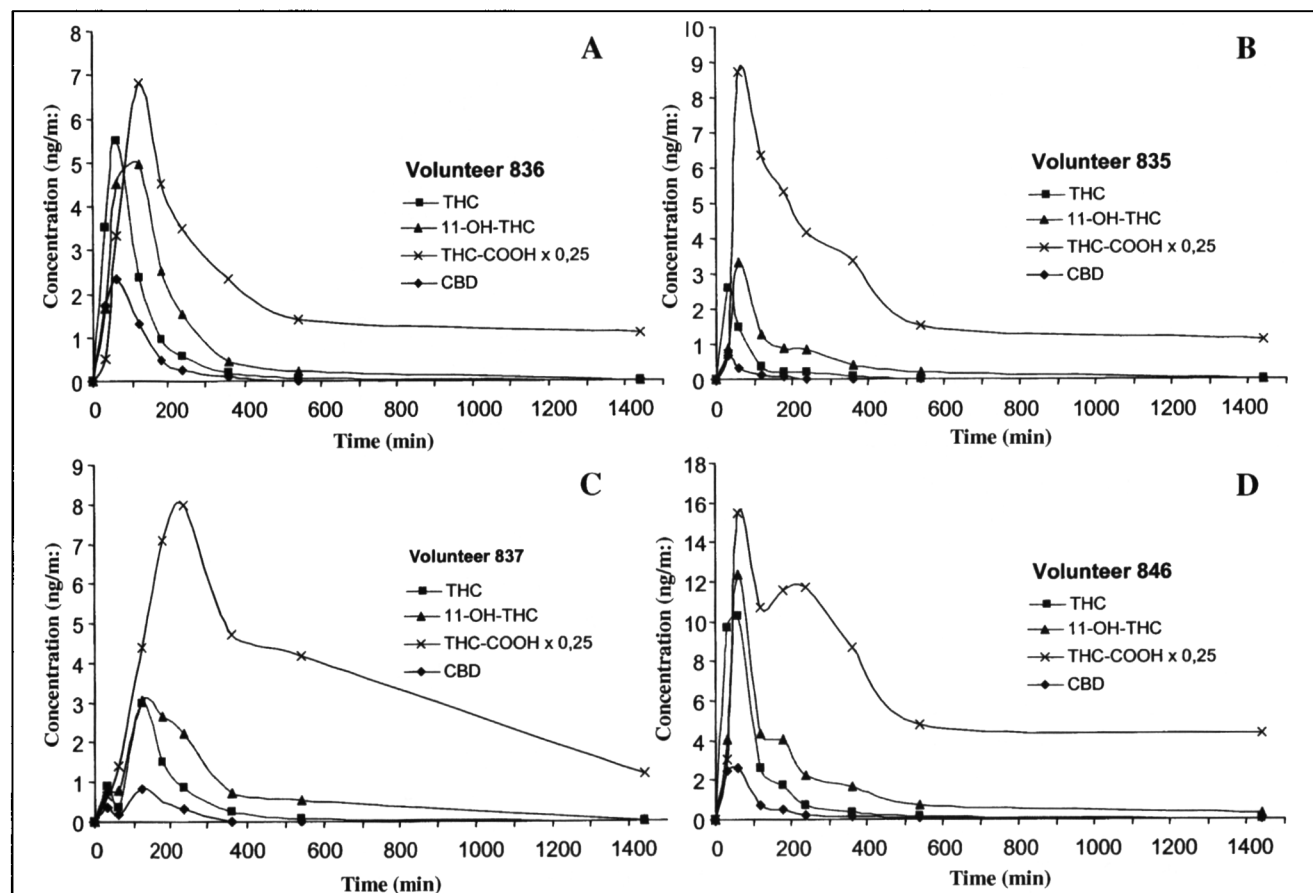 A
Concentration (ng/m:)
8
7
6
5
4
3
2
1
0
Volunteer 836
THC
11-OH-THC
THC-COOH x 0,25
CBD
0 200 400 600 800 1000 1200 1400
Time (min)
B
Concentration (ng/m:)
10
9
8
7
6
5
4
3
2
1
0
Volunteer 835
THC
11-OH-THC
THC-COOH x 0,25
CBD
0 200 400 600 800 1000 1200 1400
Time (min)
C
Concentration (ng/m:)
9
8
7
6
5
4
3
2
1
0
Volunteer 837
THC
11-OH-THC
THC-COOH x 0,25
CBD
0 200 400 600 800 1000 1200 1400
Time (min)
D
Concentration (ng/m:)
18
16
14
12
10
8
6
4
2
0
Volunteer 846
THC
11-OH-THC
THC-COOH x 0,25
CBD
0 200 400 600 800 1000 1200 1400
Time (min)